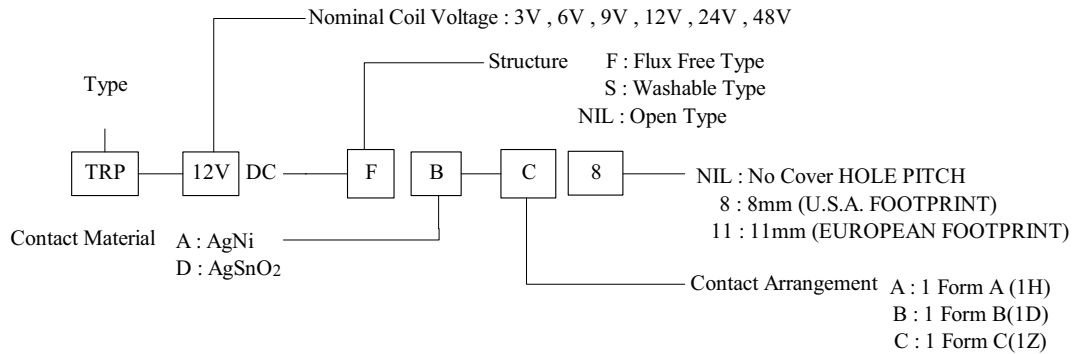 Nominal Coil Voltage : 3V , 6V , 9V , 12V , 24V , 48V
Structure F : Flux Free Type
S : Washable Type
NIL : Open Type
Type
TRP 12V DC F B C 8
NIL : No Cover HOLE PITCH
8 : 8mm (U.S.A. FOOTPRINT)
11 : 11mm (EUROPEAN FOOTPRINT)
Contact Material A : AgNi
D : AgSnO2
Contact Arrangement A : 1 Form A (1H)
B : 1 Form B(1D)
C : 1 Form C(1Z)